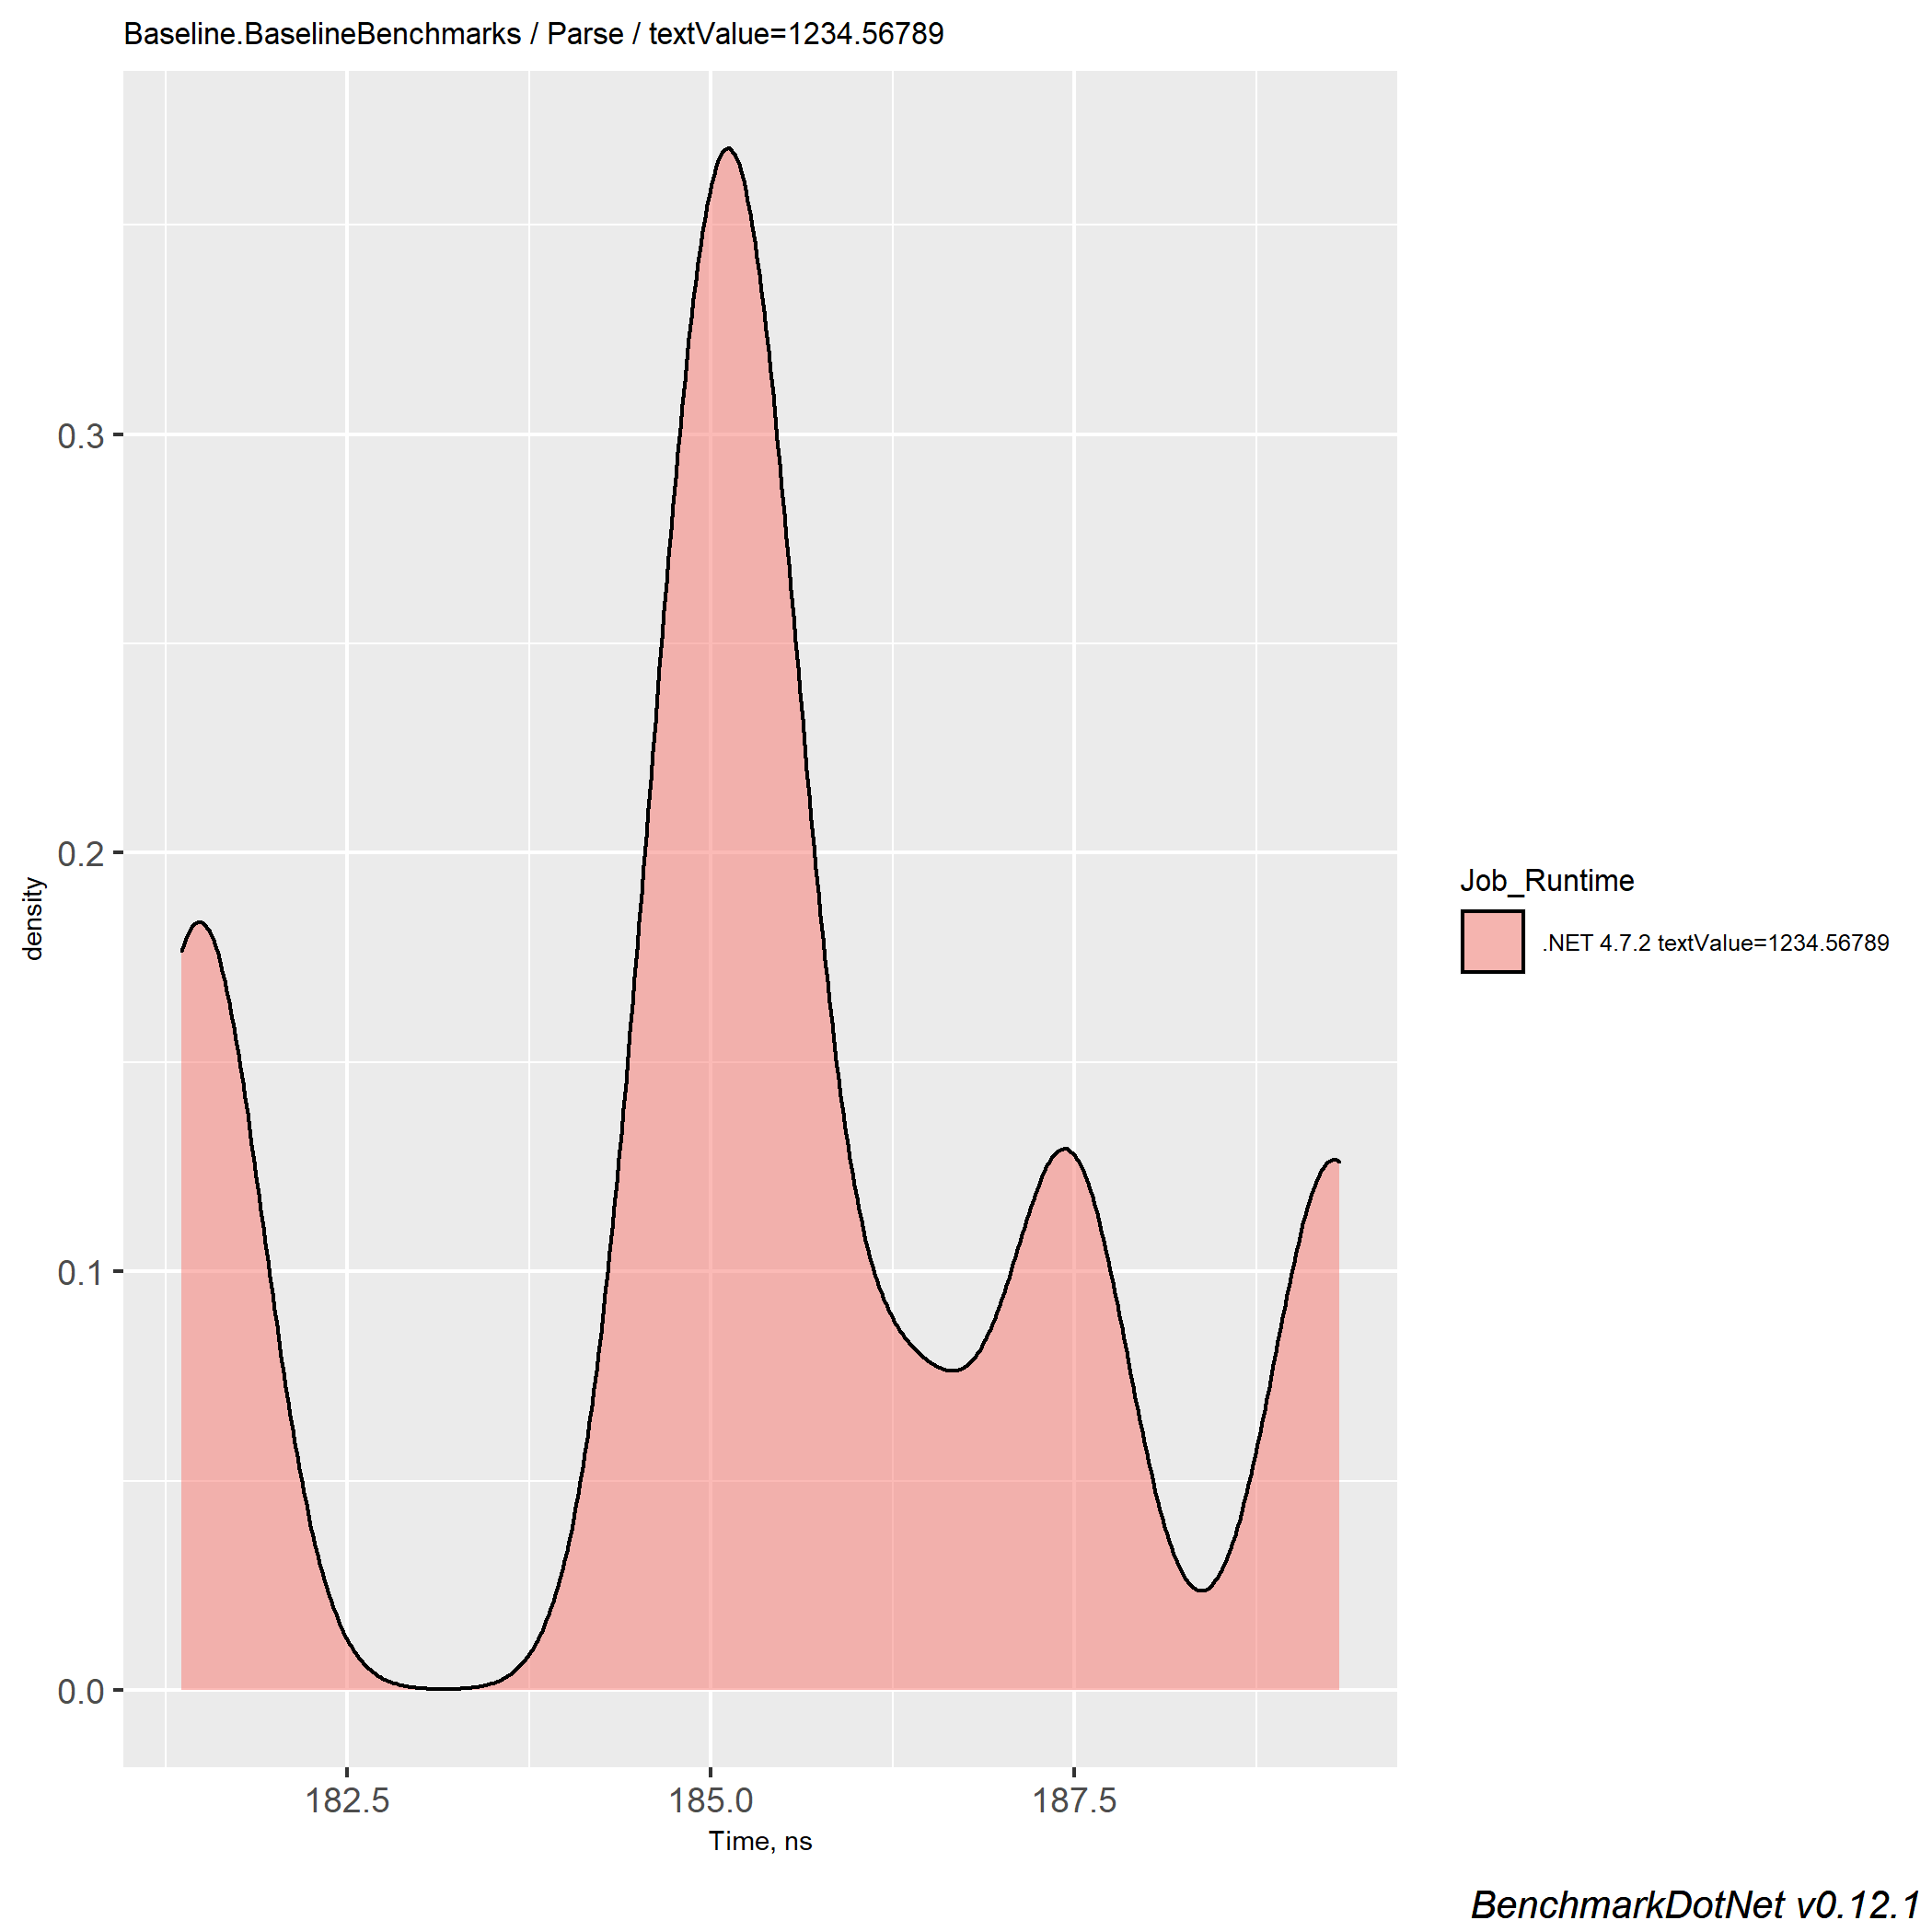 Baseline.BaselineBenchmarks / Parse / textValue=1234.56789
0.3
0.2
0.1
0.0
density
182.5 185.0 187.5
Time, ns
Job_Runtime
.NET 4.7.2 textValue=1234.56789
BenchmarkDotNet v0.12.1